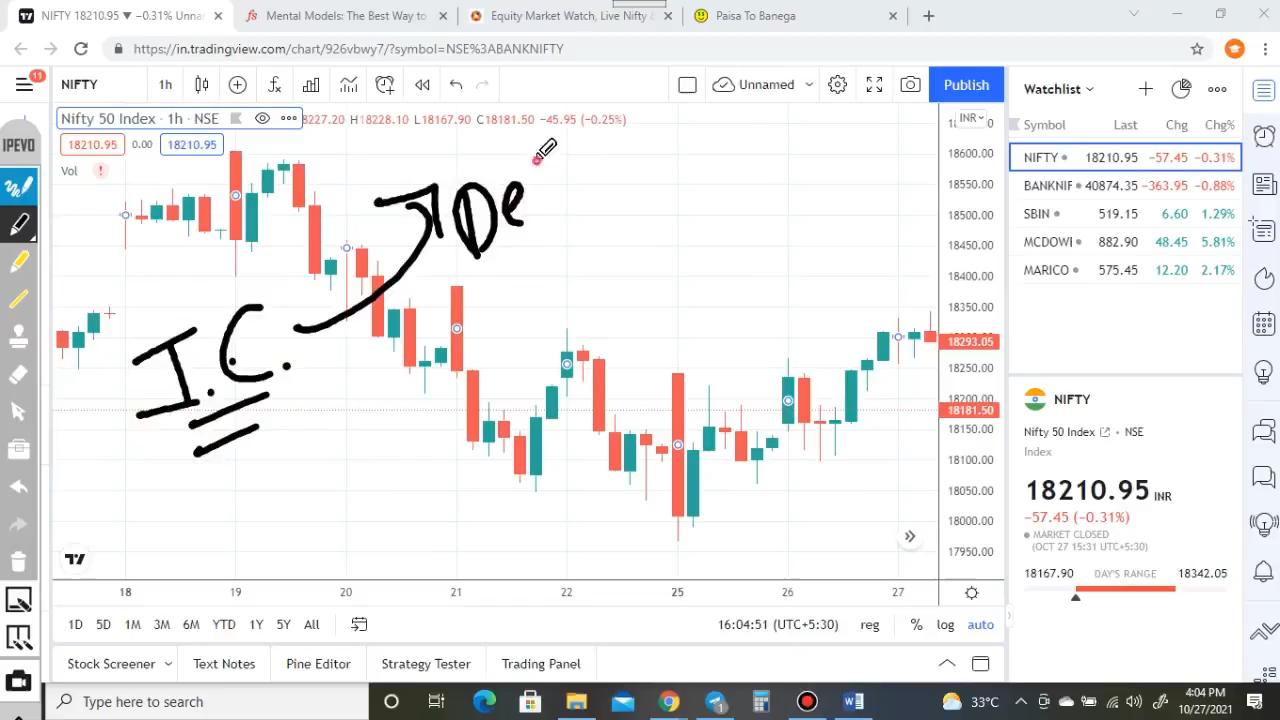 NIFTY 18210.95 ▼ −0.31% Unnar
Mental Models: The Best Way to
Equity Market Watch, Live Nifty &
Paisa To Banega
https://in.tradingview.com/chart/926vbwy7/?symbol=NSE%3ABANKNIFTY
11
NIFTY
1h
Unnamed
Publish
Nifty 50 Index · 1h · NSE
18227.20 H18228.10 L18167.90 C18181.50 −45.95 (−0.25%)
INR
18210.95
0.00
18210.95
Vol
IPEVO
I.C.
De
18600.00
18550.00
18500.00
18450.00
18400.00
18350.00
18293.05
18250.00
18200.00
18181.50
18150.00
18100.00
18050.00
18000.00
17950.00
18
19
20
21
22
25
26
27
1D
5D
1M
3M
6M
YTD
1Y
5Y
All
16:04:51 (UTC+5:30)
reg
%
log
auto
Stock Screener
Text Notes
Pine Editor
Strategy Tester
Trading Panel
Watchlist
Symbol Last Chg Chg%
NIFTY 18210.95 −57.45 −0.31%
BANKNIF 40874.35 −363.95 −0.88%
SBIN 519.15 6.60 1.29%
MCDOWI 882.90 48.45 5.81%
MARICO 575.45 12.20 2.17%
NIFTY
Nifty 50 Index • NSE
Index
18210.95 INR
−57.45 (−0.31%)
MARKET CLOSED
(OCT 27 15:31 UTC+5:30)
18167.90 DAY'S RANGE 18342.05
Type here to search
33°C
4:04 PM
10/27/2021